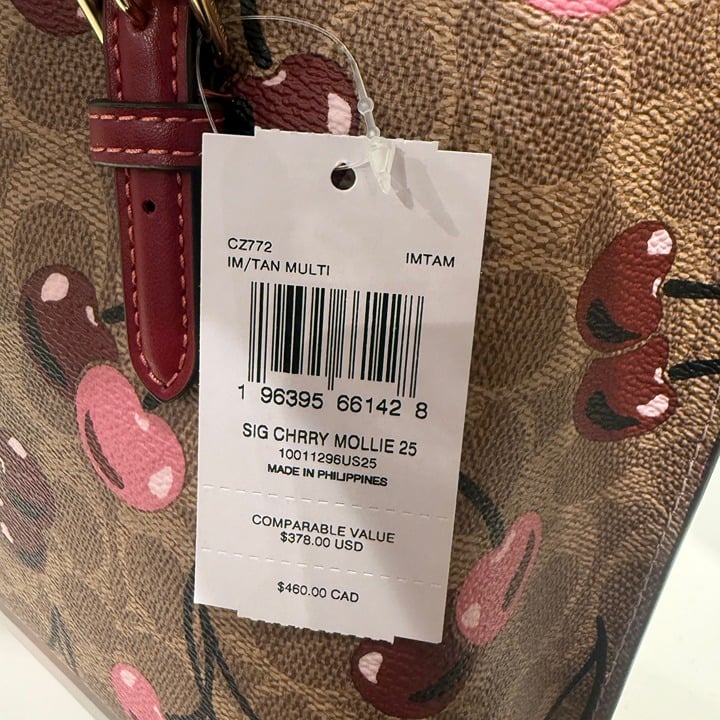 CZ772
IM/TAN MULTI IMTAM
1 96395 66142 8
SIG CHRRY MOLLIE 25
10011296US25
MADE IN PHILIPPINES
COMPARABLE VALUE
$378.00 USD
$460.00 CAD